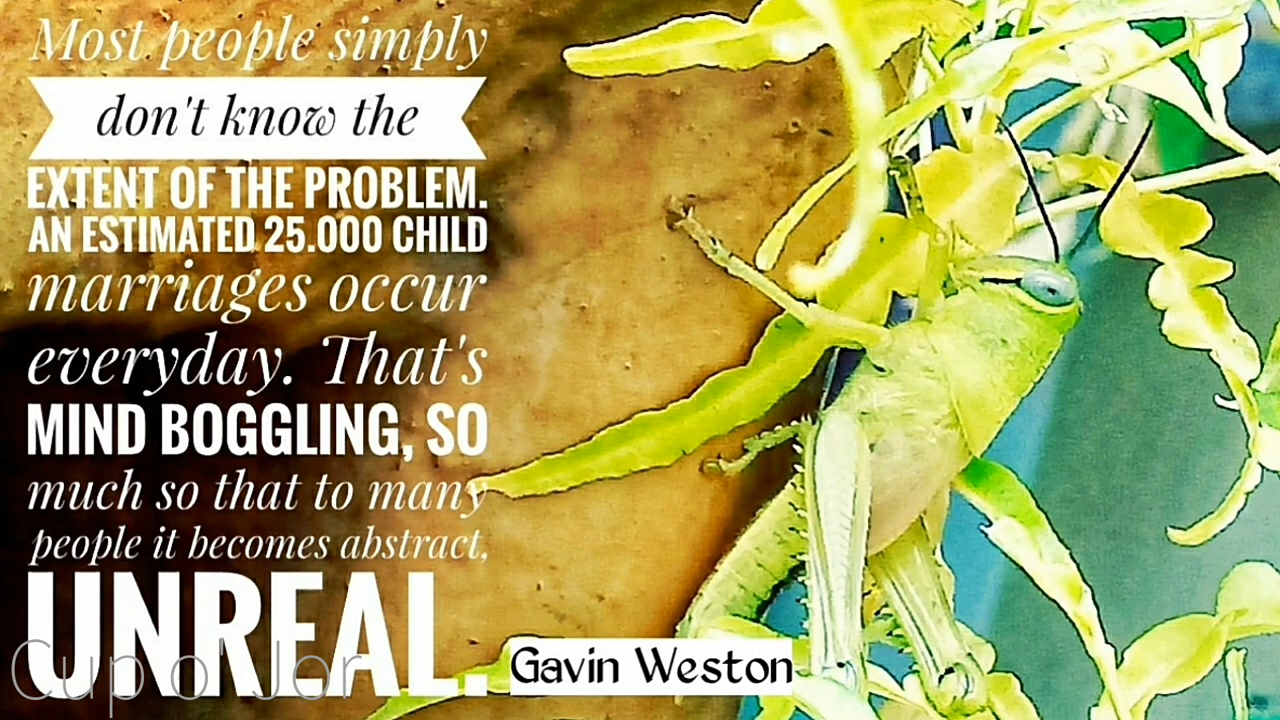 Most people simply
don't know the
EXTENT OF THE PROBLEM.
AN ESTIMATED 25.000 CHILD
marriages occur
everyday. That's
MIND BOGGLING, SO
much so that to many
people it becomes abstract,
UNREAL.
Cup o' Jor
Gavin Weston